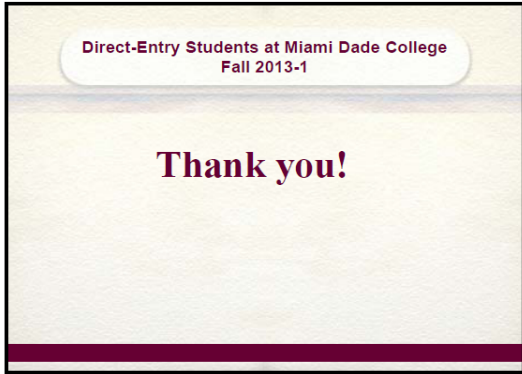 Direct-Entry Students at Miami Dade College
Fall 2013-1
Thank you!